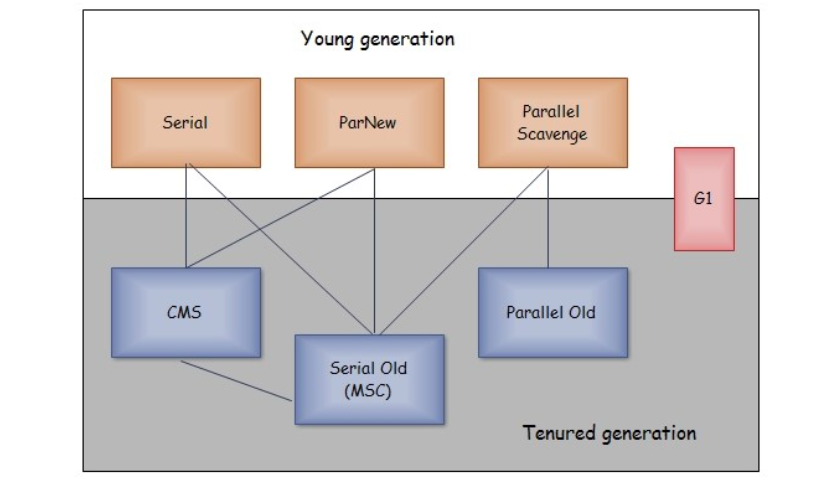 Young generation
Serial
ParNew
Parallel
Scavenge
G1
CMS
Parallel Old
Serial Old
(MSC)
Tenured generation